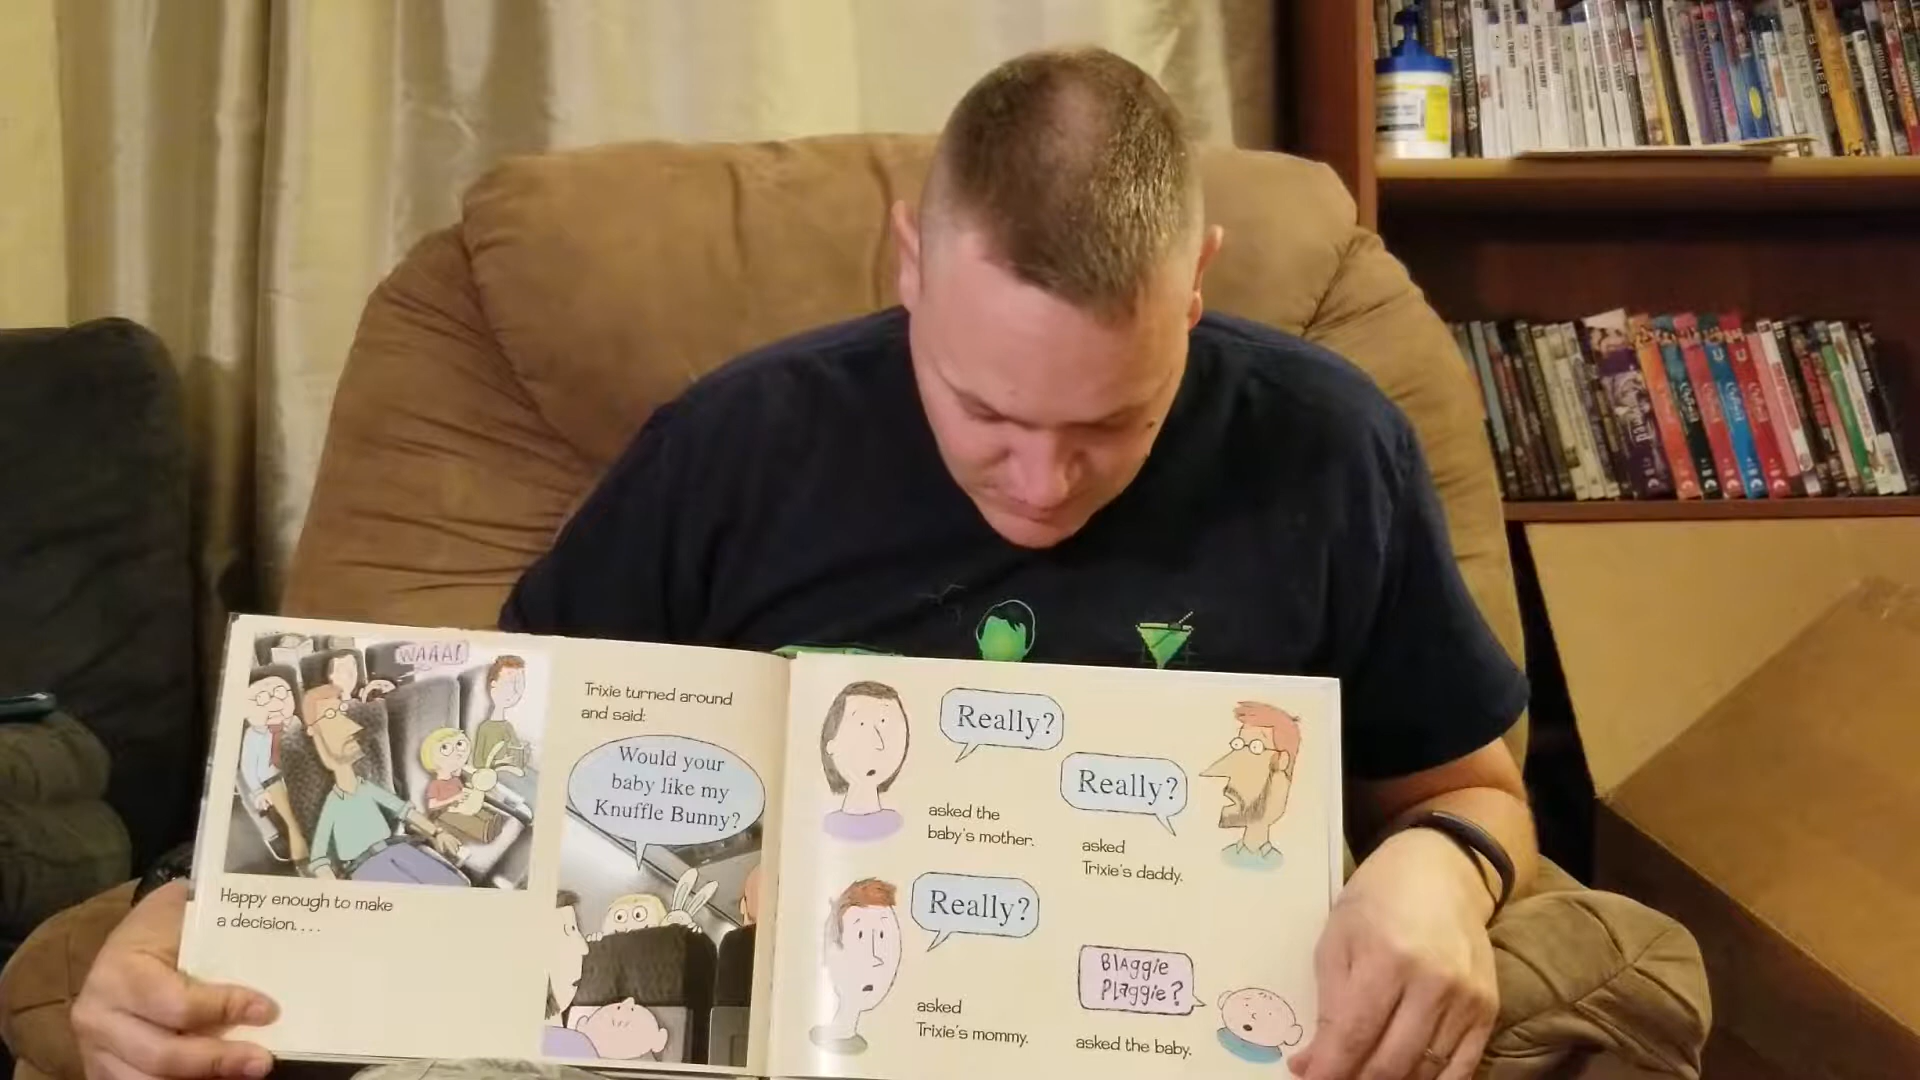 WAAA!
Happy enough to make
a decision....
Trixie turned around
and said:
Would your
baby like my
Knuffle Bunny?
Really?
asked the
baby's mother.
Really?
asked
Trixie's daddy.
Really?
asked
Trixie's mommy.
Blaggie
Plaggie?
asked the baby.
BONES